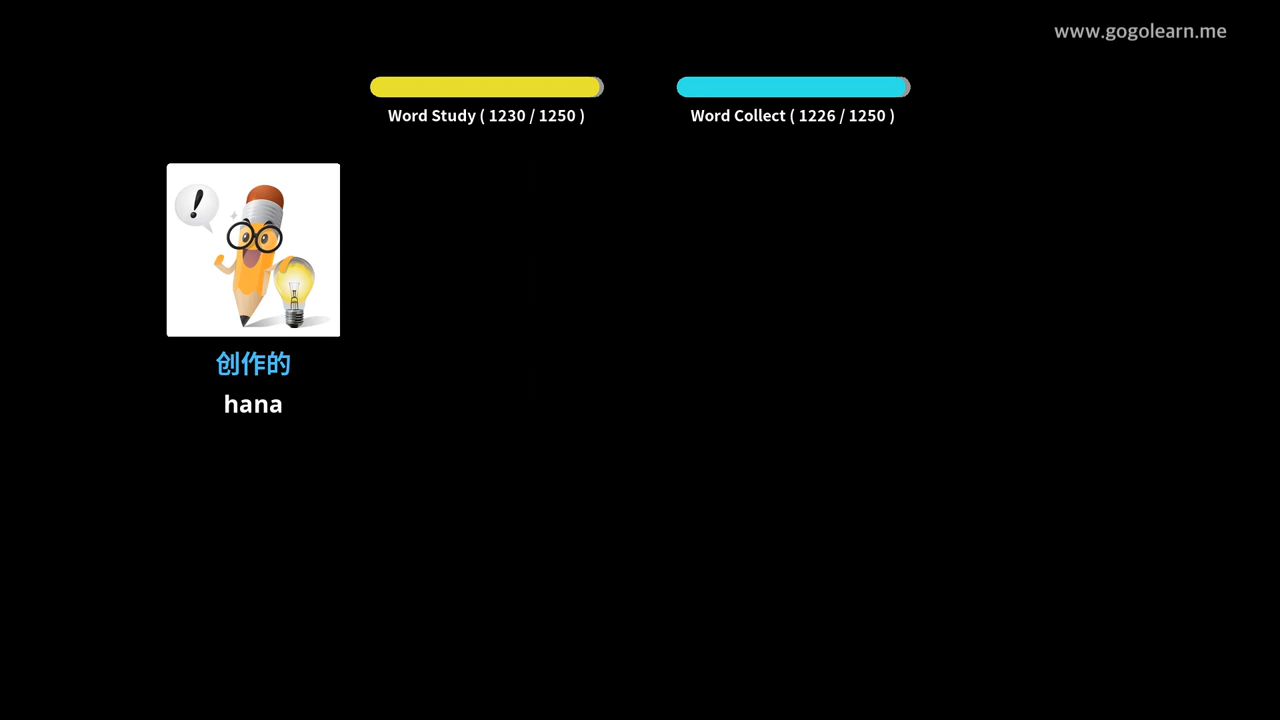 www.gogolearn.me
Word Study ( 1230 / 1250 )
Word Collect ( 1226 / 1250 )
!
创作的
hana